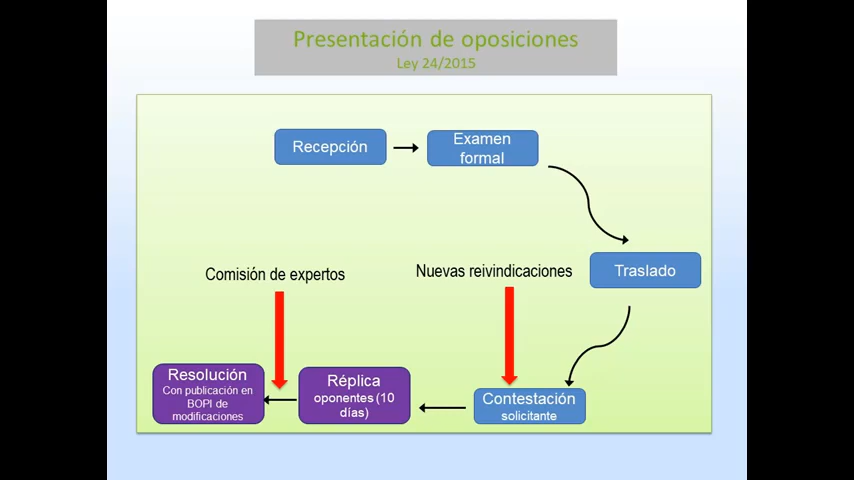 Presentación de oposiciones
Ley 24/2015
Recepción
Examen
formal
Traslado
Nuevas reivindicaciones
Comisión de expertos
Contestación
solicitante
Réplica
oponentes (10
días)
Resolución
Con publicación en
BOPI de
modificaciones